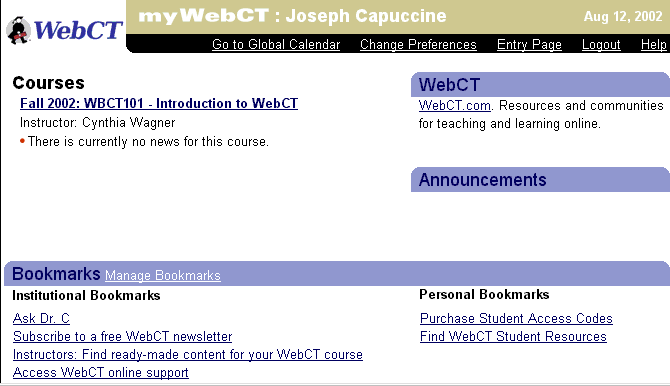 WebCT
myWebCT : Joseph Capuccine
Aug 12, 2002
Go to Global Calendar Change Preferences Entry Page Logout Help
Courses
Fall 2002: WBCT101 - Introduction to WebCT
Instructor: Cynthia Wagner
• There is currently no news for this course.
WebCT
WebCT.com. Resources and communities
for teaching and learning online.
Announcements
Bookmarks Manage Bookmarks
Institutional Bookmarks
Ask Dr. C
Subscribe to a free WebCT newsletter
Instructors: Find ready-made content for your WebCT course
Access WebCT online support
Personal Bookmarks
Purchase Student Access Codes
Find WebCT Student Resources